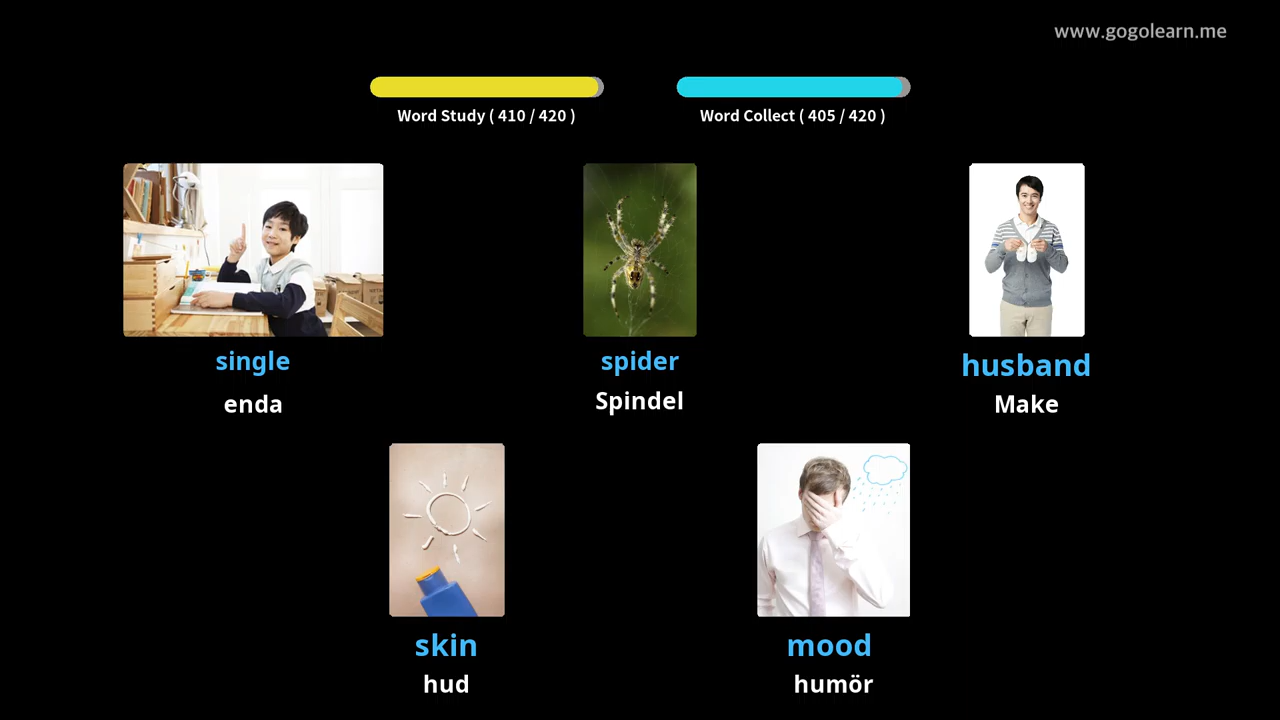 www.gogolearn.me
Word Study ( 410 / 420 )
Word Collect ( 405 / 420 )
single
enda
spider
Spindel
husband
Make
skin
hud
mood
humör